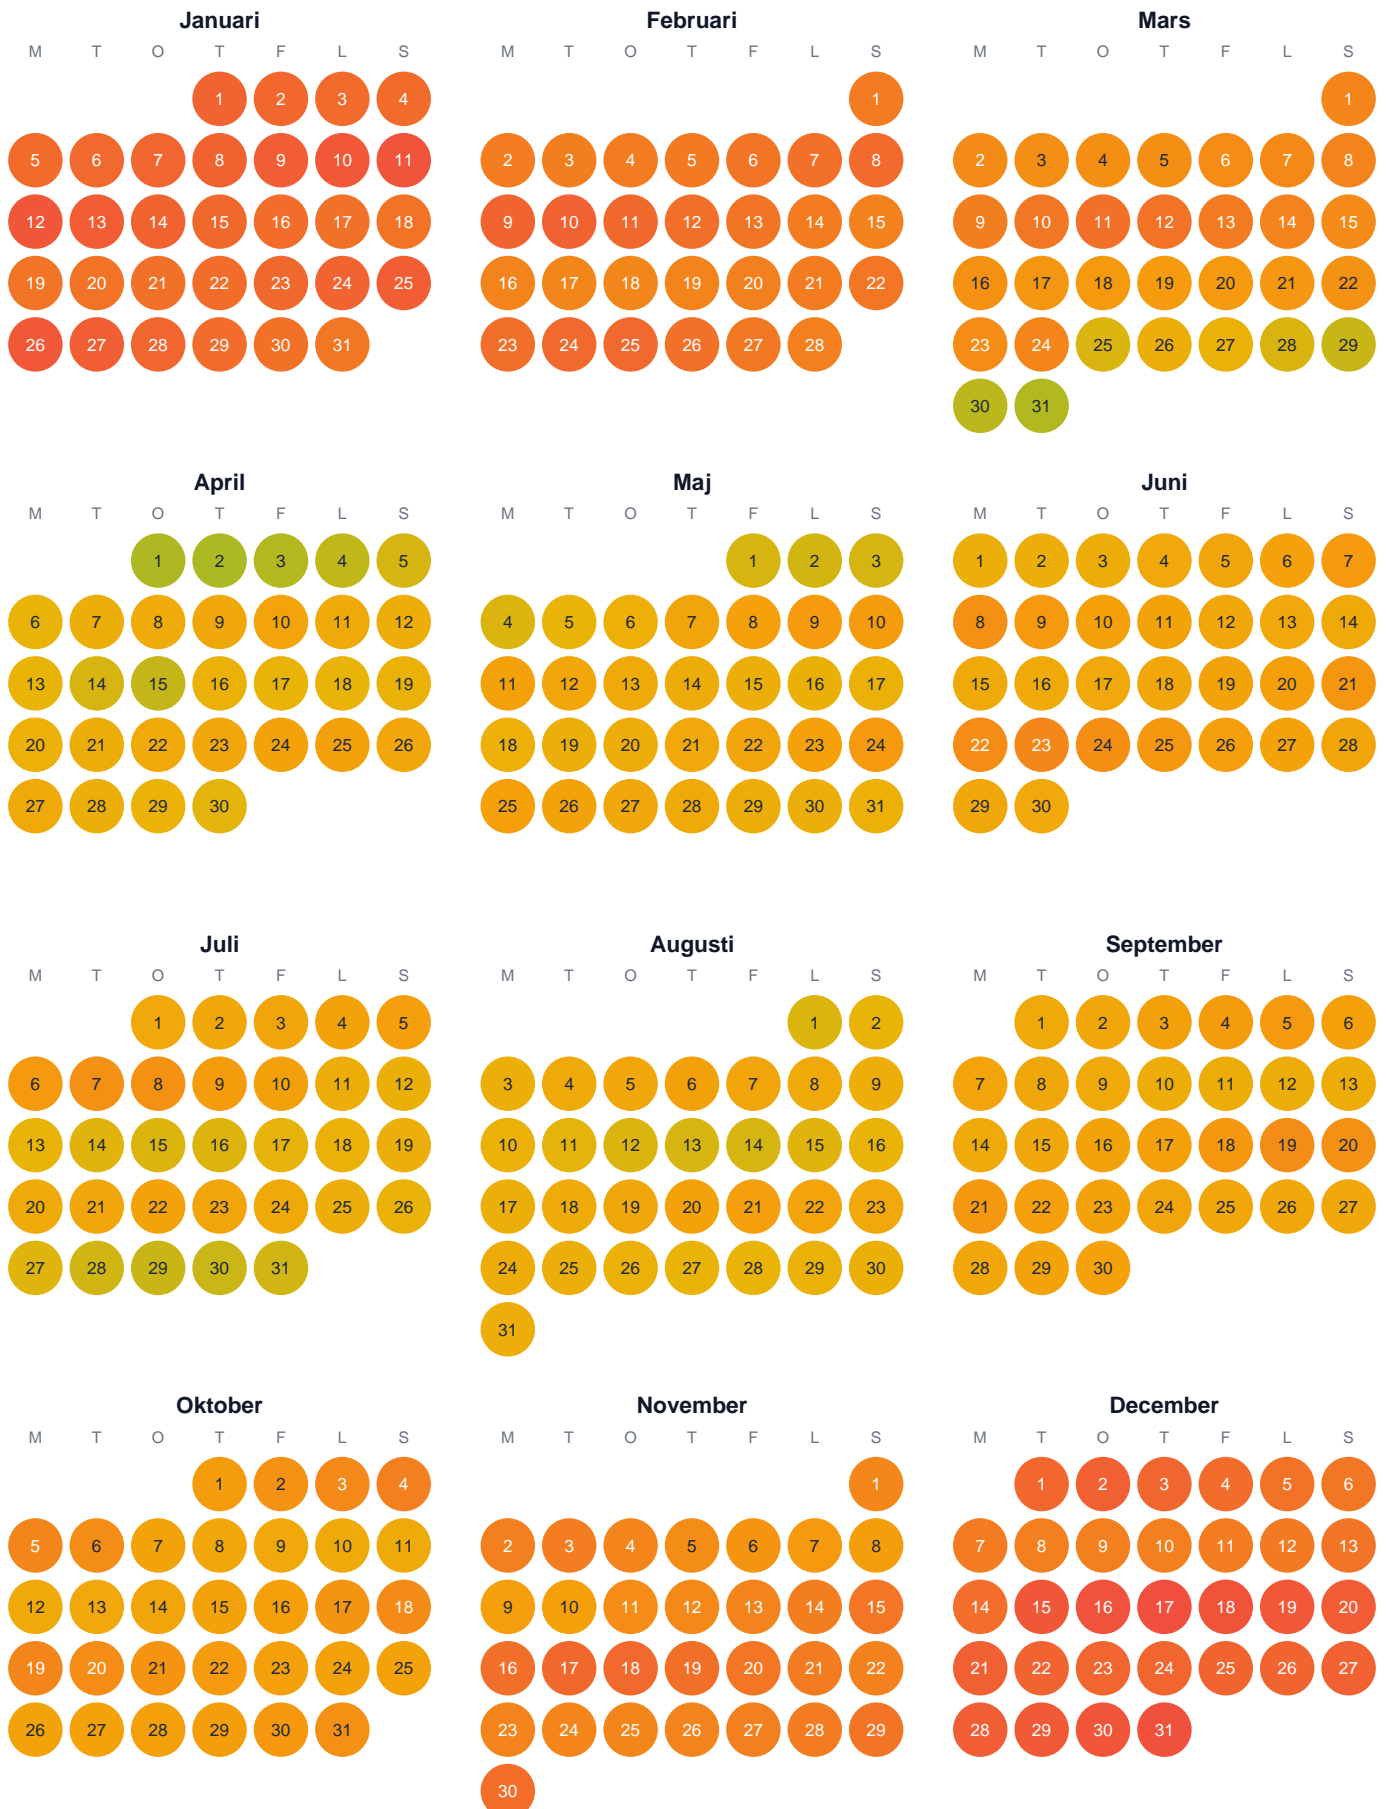 Januari
M T O T F L S
1 2 3 4
5 6 7 8 9 10 11
12 13 14 15 16 17 18
19 20 21 22 23 24 25
26 27 28 29 30 31
Februari
M T O T F L S
1
2 3 4 5 6 7 8
9 10 11 12 13 14 15
16 17 18 19 20 21 22
23 24 25 26 27 28
Mars
M T O T F L S
1
2 3 4 5 6 7 8
9 10 11 12 13 14 15
16 17 18 19 20 21 22
23 24 25 26 27 28 29
30 31
April
M T O T F L S
1 2 3 4 5
6 7 8 9 10 11 12
13 14 15 16 17 18 19
20 21 22 23 24 25 26
27 28 29 30
Maj
M T O T F L S
1 2 3
4 5 6 7 8 9 10
11 12 13 14 15 16 17
18 19 20 21 22 23 24
25 26 27 28 29 30 31
Juni
M T O T F L S
1 2 3 4 5 6 7
8 9 10 11 12 13 14
15 16 17 18 19 20 21
22 23 24 25 26 27 28
29 30
Juli
M T O T F L S
1 2 3 4 5
6 7 8 9 10 11 12
13 14 15 16 17 18 19
20 21 22 23 24 25 26
27 28 29 30 31
Augusti
M T O T F L S
1 2
3 4 5 6 7 8 9
10 11 12 13 14 15 16
17 18 19 20 21 22 23
24 25 26 27 28 29 30
31
September
M T O T F L S
1 2 3 4 5 6
7 8 9 10 11 12 13
14 15 16 17 18 19 20
21 22 23 24 25 26 27
28 29 30
Oktober
M T O T F L S
1 2 3 4
5 6 7 8 9 10 11
12 13 14 15 16 17 18
19 20 21 22 23 24 25
26 27 28 29 30 31
November
M T O T F L S
1
2 3 4 5 6 7 8
9 10 11 12 13 14 15
16 17 18 19 20 21 22
23 24 25 26 27 28 29
30
December
M T O T F L S
1 2 3 4 5 6
7 8 9 10 11 12 13
14 15 16 17 18 19 20
21 22 23 24 25 26 27
28 29 30 31